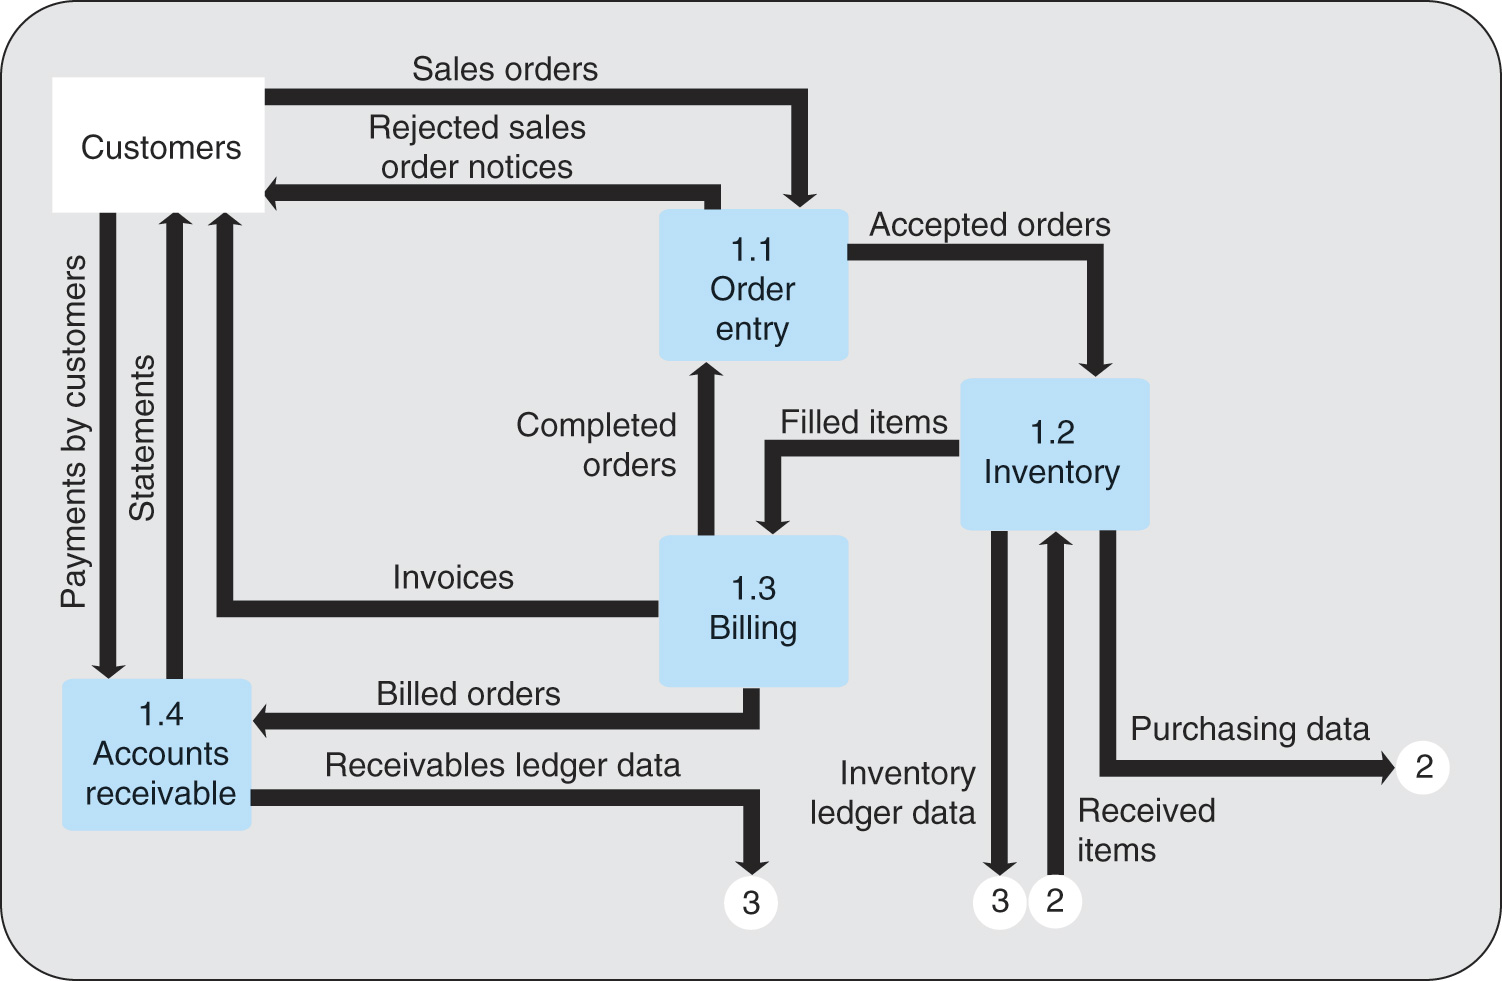 Sales orders
Customers
Rejected sales
order notices
1.1
Order
entry
Accepted orders
Payments by customers
Statements
Completed
orders
Filled items
1.2
Inventory
Invoices
1.3
Billing
Billed orders
1.4
Accounts
receivable
Receivables ledger data
Inventory
ledger data
Received
items
Purchasing data
2
3
3
2